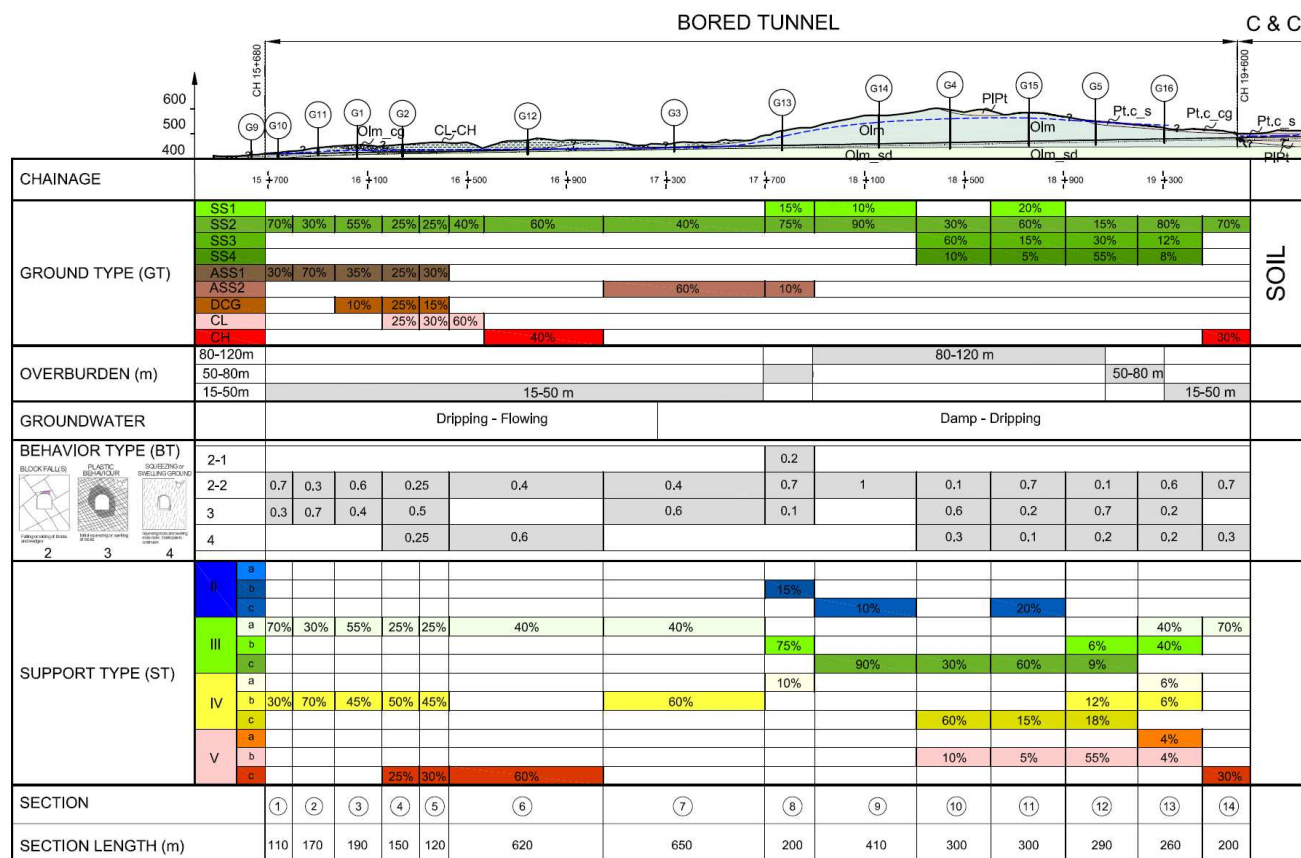 BORED TUNNEL
C & C
CH 15+680
CH 19+600
600
500
400
G9
G10
G11
G1
G2
G12
G3
G13
G14
G4
G15
G5
G16
Olm_cg
CL-CH
PlPt
Pt.c_s
Pt.c_cg
Pt.c_s
Olm
Olm
Olm_sd
Olm_sd
PlPt
CHAINAGE 15+700 16+100 16+500 16+900 17+300 17+700 18+100 18+500 18+900 19+300
GROUND TYPE (GT)
SOIL
SS1 15% 10% 20%
SS2 70% 30% 55% 25% 25% 40% 60% 40% 75% 90% 30% 60% 15% 80% 70%
SS3 60% 15% 30% 12%
SS4 10% 5% 55% 8%
ASS1 30% 70% 35% 25% 30%
ASS2 60% 10%
DCG 10% 25% 15%
CL 25% 30% 60%
CH 40% 30%
OVERBURDEN (m)
80-120m 80-120 m
50-80m 50-80 m
15-50m 15-50 m 15-50 m
GROUNDWATER Dripping - Flowing Damp - Dripping
BEHAVIOR TYPE (BT)
BLOCK FALL(S)
PLASTIC BEHAVIOUR
SQUEEZING or SWELLING GROUND
2 3 4
2-1 0.2
2-2 0.7 0.3 0.6 0.25 0.4 0.4 0.7 1 0.1 0.7 0.1 0.6 0.7
3 0.3 0.7 0.4 0.5 0.6 0.1 0.6 0.2 0.7 0.2
4 0.25 0.6 0.3 0.1 0.2 0.2 0.3
SUPPORT TYPE (ST)
II
a
b 15%
c 10% 20%
III
a 70% 30% 55% 25% 25% 40% 40% 40% 70%
b 75% 6% 40%
c 90% 30% 60% 9%
IV
a 10% 6%
b 30% 70% 45% 50% 45% 60% 12% 6%
c 60% 15% 18%
V
a 4%
b 10% 5% 55% 4%
c 25% 30% 60% 30%
SECTION 1 2 3 4 5 6 7 8 9 10 11 12 13 14
SECTION LENGTH (m) 110 170 190 150 120 620 650 200 410 300 300 290 260 200